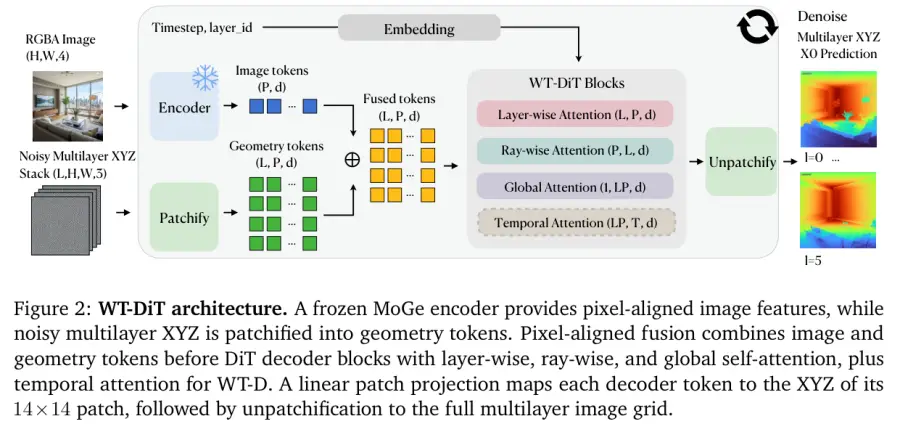 Timestep, layer_id
Embedding
RGBA Image
(H,W,4)
Encoder
Image tokens
(P, d)
...
Noisy Multilayer XYZ
Stack (L,H,W,3)
Patchify
Geometry tokens
(L, P, d)
...
...
...
...
Fused tokens
(L, P, d)
...
...
...
...
WT-DiT Blocks
Layer-wise Attention (L, P, d)
Ray-wise Attention (P, L, d)
Global Attention (1, LP, d)
Temporal Attention (LP, T, d)
Unpatchify
Denoise
Multilayer XYZ
X0 Prediction
l=0 ...
l=5
Figure 2: WT-DiT architecture. A frozen MoGe encoder provides pixel-aligned image features, while
noisy multilayer XYZ is patchified into geometry tokens. Pixel-aligned fusion combines image and
geometry tokens before DiT decoder blocks with layer-wise, ray-wise, and global self-attention, plus
temporal attention for WT-D. A linear patch projection maps each decoder token to the XYZ of its
14×14 patch, followed by unpatchification to the full multilayer image grid.